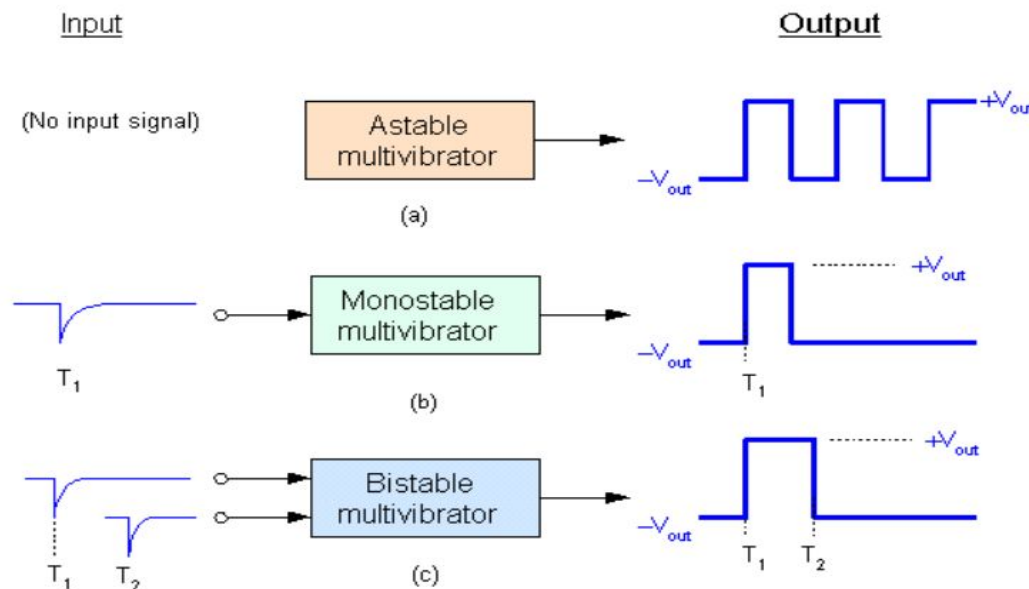 Input
Output
(No input signal)
Astable
multivibrator
+Vout
−Vout
(a)
Monostable
multivibrator
+Vout
−Vout
T1
T1
(b)
Bistable
multivibrator
+Vout
−Vout
T1
T2
T1
T2
(c)